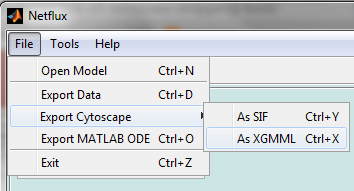 Netflux
File Tools Help
Open Model Ctrl+N
Export Data Ctrl+D
Export Cytoscape
As SIF Ctrl+Y
Export MATLAB ODE Ctrl+O
As XGMML Ctrl+X
Exit Ctrl+Z